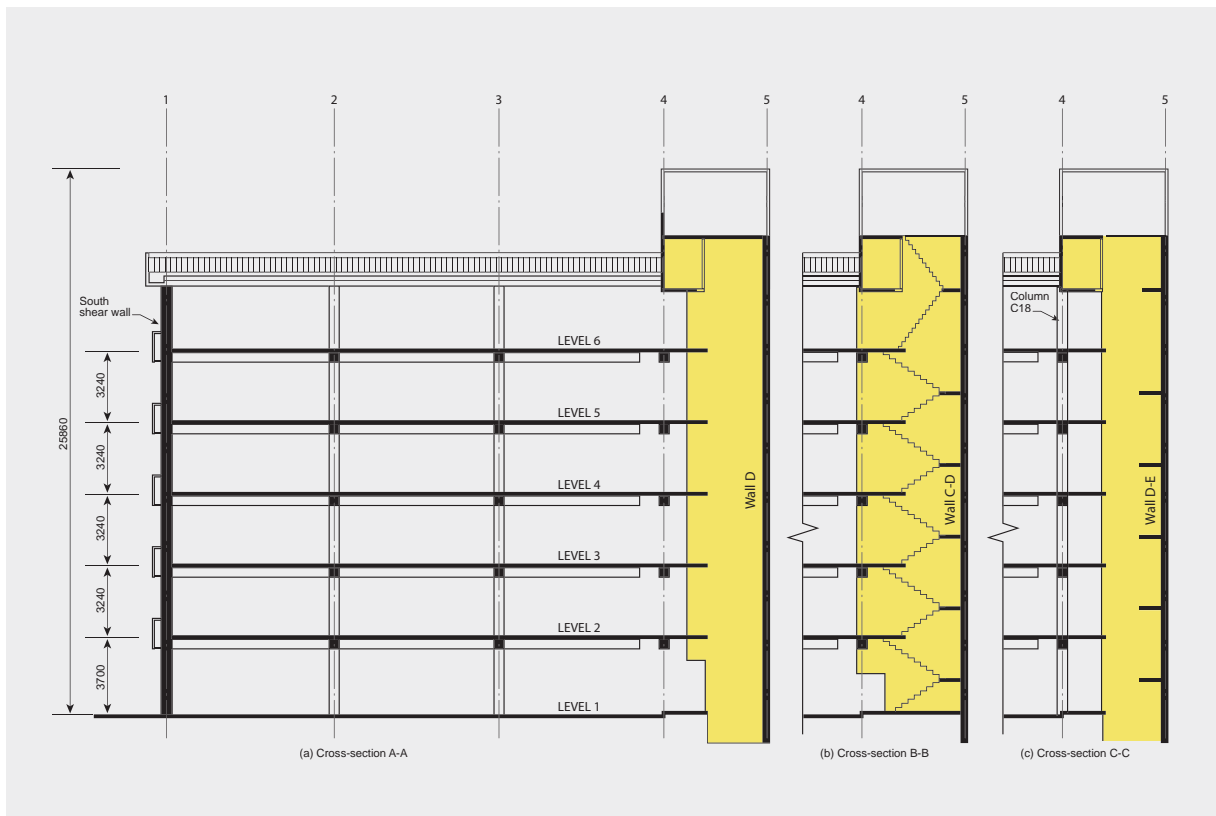 1
2
3
4
5
4
5
4
5
South
shear wall
Column
C18
LEVEL 6
LEVEL 5
LEVEL 4
LEVEL 3
LEVEL 2
LEVEL 1
25860
3240
3240
3240
3240
3700
Wall D
Wall C-D
Wall D-E
(a) Cross-section A-A
(b) Cross-section B-B
(c) Cross-section C-C